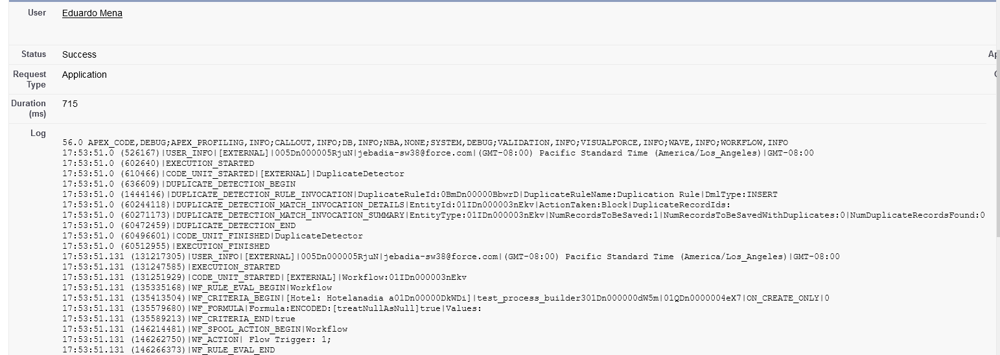 User Eduardo Mena
Status Success
Request Type Application
Duration (ms) 715
Log
56.0 APEX_CODE,DEBUG;APEX_PROFILING,INFO;CALLOUT,INFO;DB,INFO;NBA,NONE;SYSTEM,DEBUG;VALIDATION,INFO;VISUALFORCE,INFO;WAVE,INFO;WORKFLOW,INFO
17:53:51.0 (526167)|USER_INFO|[EXTERNAL]|005Dn000005RjuN|jebadia-sw38@force.com|(GMT-08:00) Pacific Standard Time (America/Los_Angeles)|GMT-08:00
17:53:51.0 (602640)|EXECUTION_STARTED
17:53:51.0 (610466)|CODE_UNIT_STARTED|[EXTERNAL]|DuplicateDetector
17:53:51.0 (636609)|DUPLICATE_DETECTION_BEGIN
17:53:51.0 (1444146)|DUPLICATE_DETECTION_RULE_INVOCATION|DuplicateRuleId:0BmDn00000BbwrD|DuplicateRuleName:Duplication Rule|DmlType:INSERT
17:53:51.0 (60244118)|DUPLICATE_DETECTION_MATCH_INVOCATION_DETAILS|EntityId:01IDn000003nEkv|ActionTaken:Block|DuplicateRecordIds:
17:53:51.0 (60271173)|DUPLICATE_DETECTION_MATCH_INVOCATION_SUMMARY|EntityType:01IDn000003nEkv|NumRecordsToBeSaved:1|NumRecordsToBeSavedWithDuplicates:0|NumDuplicateRecordsFound:0
17:53:51.0 (60472459)|DUPLICATE_DETECTION_END
17:53:51.0 (60496601)|CODE_UNIT_FINISHED|DuplicateDetector
17:53:51.0 (60512955)|EXECUTION_FINISHED
17:53:51.131 (131217305)|USER_INFO|[EXTERNAL]|005Dn000005RjuN|jebadia-sw38@force.com|(GMT-08:00) Pacific Standard Time (America/Los_Angeles)|GMT-08:00
17:53:51.131 (131247585)|EXECUTION_STARTED
17:53:51.131 (131251929)|CODE_UNIT_STARTED|[EXTERNAL]|Workflow:01IDn000003nEkv
17:53:51.131 (135335168)|WF_RULE_EVAL_BEGIN|Workflow
17:53:51.131 (135413504)|WF_CRITERIA_BEGIN|[Hotel: Hotelanadia a01Dn00000DkWDi]|test_process_builder301Dn000000dW5m|01QDn0000004eX7|ON_CREATE_ONLY|0
17:53:51.131 (135579680)|WF_FORMULA|Formula:ENCODED:[treatNullAsNull]true|Values:
17:53:51.131 (135589213)|WF_CRITERIA_END|true
17:53:51.131 (146214481)|WF_SPOOL_ACTION_BEGIN|Workflow
17:53:51.131 (146262750)|WF_ACTION| Flow Trigger: 1;
17:53:51.131 (146266373)|WF_RULE_EVAL_END